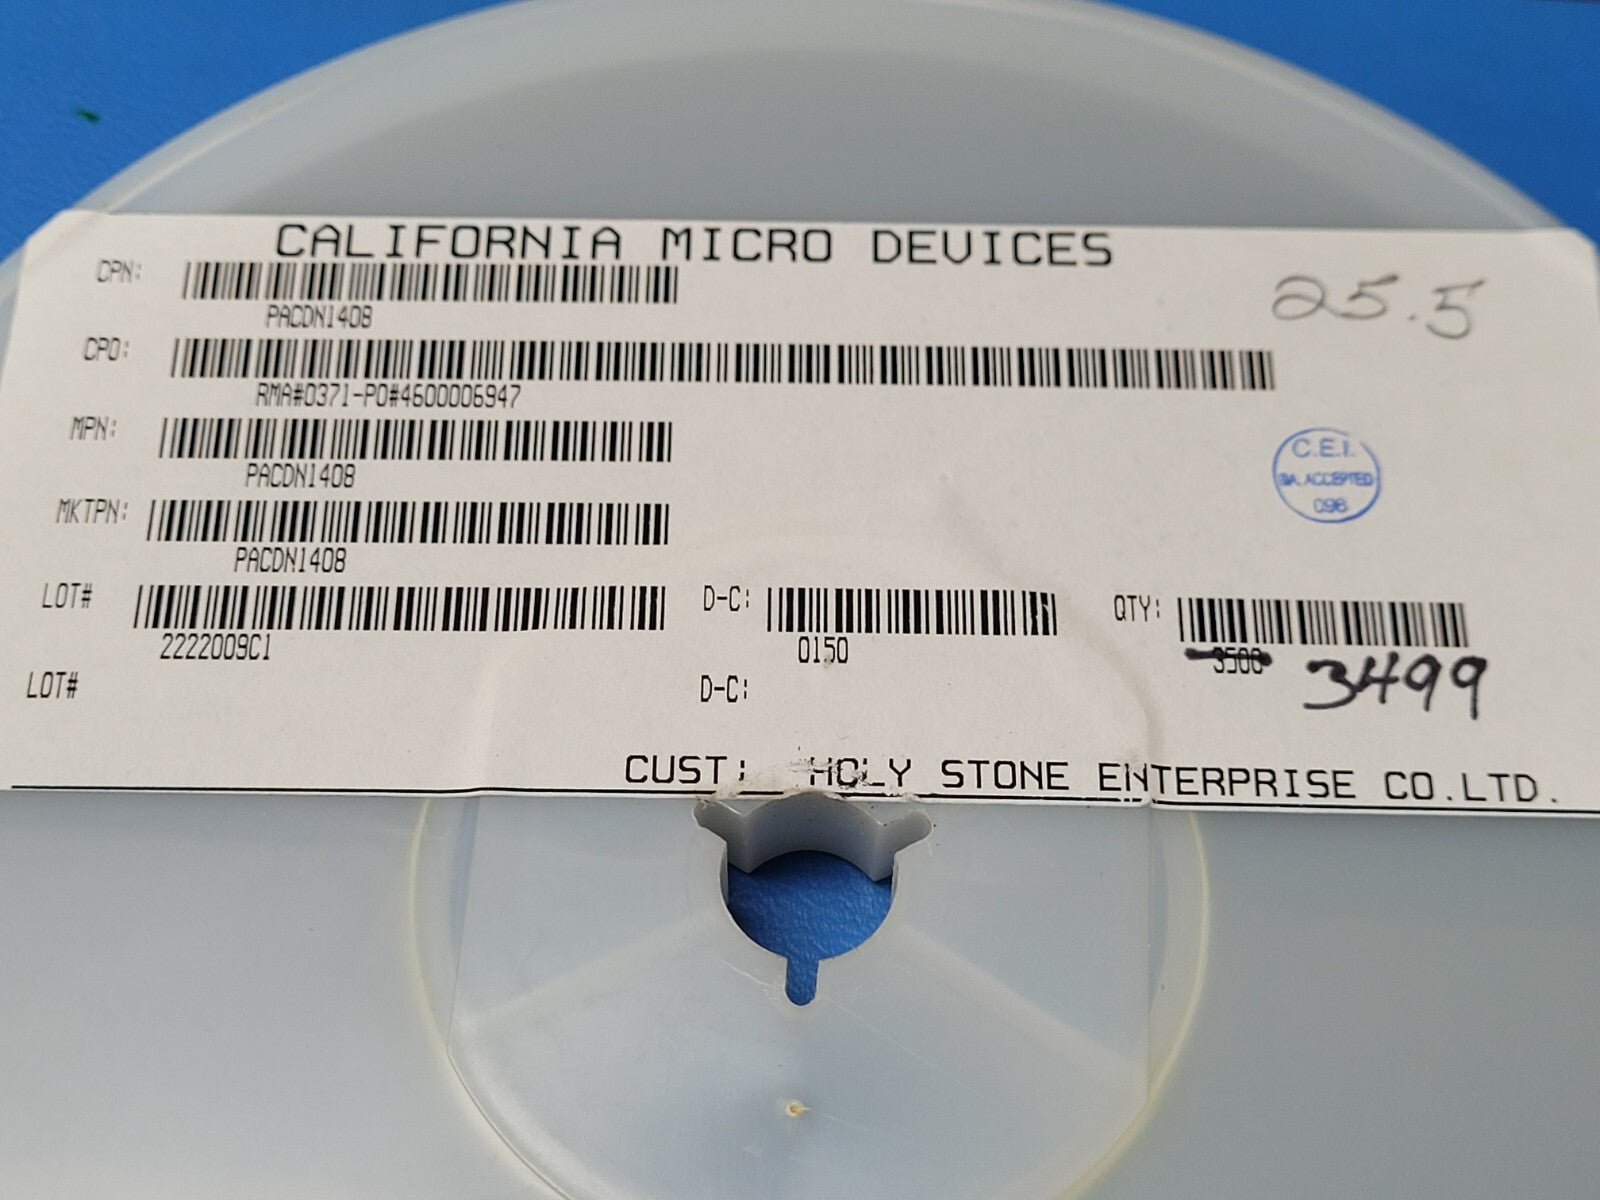 CALIFORNIA MICRO DEVICES
CPN:
PACDN1408
25.5
CPO:
RMA#0371-PO#4600006947
MPN:
PACDN1408
C.E.I.
QA. ACCEPTED
096
MKTPN:
PACDN1408
LOT# D-C: QTY:
2222009C1 0150 3500 3499
LOT# D-C:
CUST: HOLY STONE ENTERPRISE CO.LTD.